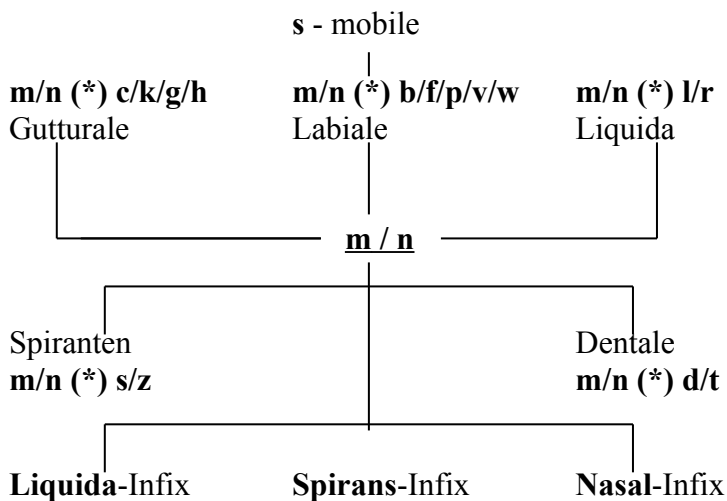 s - mobile
m/n (*) c/k/g/h m/n (*) b/f/p/v/w m/n (*) l/r
Gutturale Labiale Liquida
m / n
Spiranten Dentale
m/n (*) s/z m/n (*) d/t
Liquida-Infix Spirans-Infix Nasal-Infix